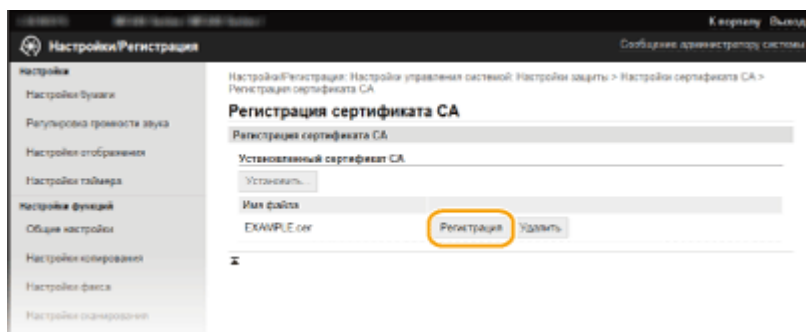 К порталу Выход
Настройки/Регистрация
Сообщение администратору системы
Настройки
Настройки бумаги
Регулировка громкости звука
Настройки отображения
Настройки таймера
Настройки функций
Общие настройки
Настройки копирования
Настройки факса
Настройки сканирования
Настройки/Регистрация: Настройки управления системой: Настройки защиты > Настройки сертификата CA >
Регистрация сертификата CA
Регистрация сертификата CA
Регистрация сертификата CA
Установленный сертификат CA
Установить...
Имя файла
EXAMPLE.cer
Регистрация
Удалить